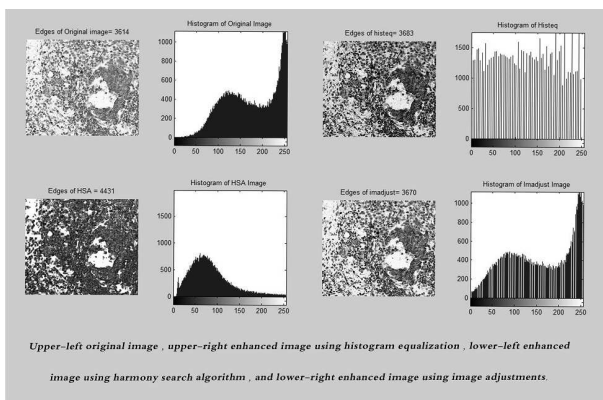 Edges of Original image= 3614
Histogram of Original Image
1000
800
600
400
200
0
0 50 100 150 200 250
Edges of histeq= 3683
Histogram of Histeq
1500
1000
500
0
0 50 100 150 200 250
Edges of HSA = 4431
Histogram of HSA Image
1500
1000
500
0
0 50 100 150 200 250
Edges of imadjust= 3670
Histogram of Imadjust Image
1000
800
600
400
200
0
0 50 100 150 200 250
Upper-left original image , upper-right enhanced image using histogram equalization , lower-left enhanced
image using harmony search algorithm , and lower-right enhanced image using image adjustments.